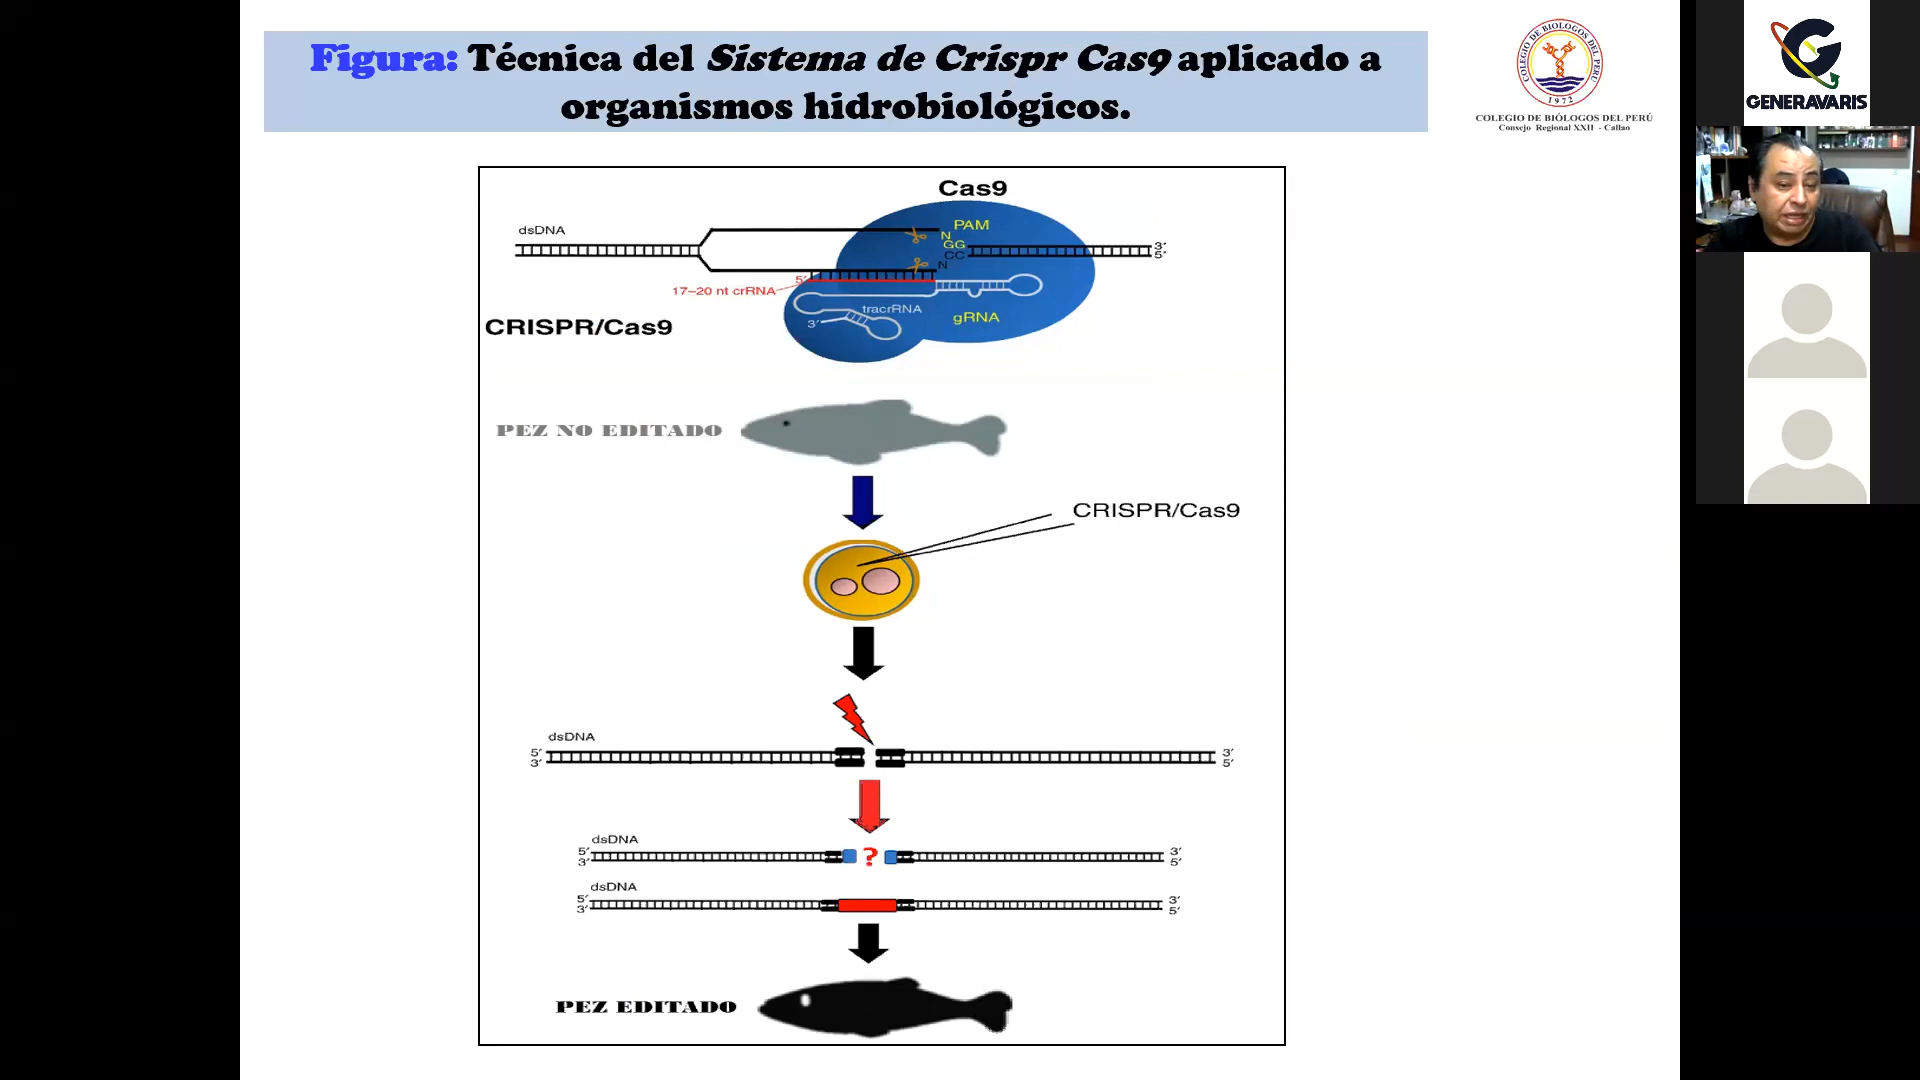 Figura: Técnica del Sistema de Crispr Cas9 aplicado a
organismos hidrobiológicos.
COLEGIO DE BIOLOGOS DEL PERU
1972
COLEGIO DE BIÓLOGOS DEL PERÚ
Consejo Regional XXII - Callao
GENERAVARIS
Cas9
dsDNA
PAM
N
GG
CC
N
3′
5′
5′
17–20 nt crRNA
tracrRNA
3′
gRNA
CRISPR/Cas9
PEZ NO EDITADO
CRISPR/Cas9
dsDNA
5′
3′
3′
5′
dsDNA
5′
3′
?
3′
5′
dsDNA
5′
3′
3′
5′
PEZ EDITADO